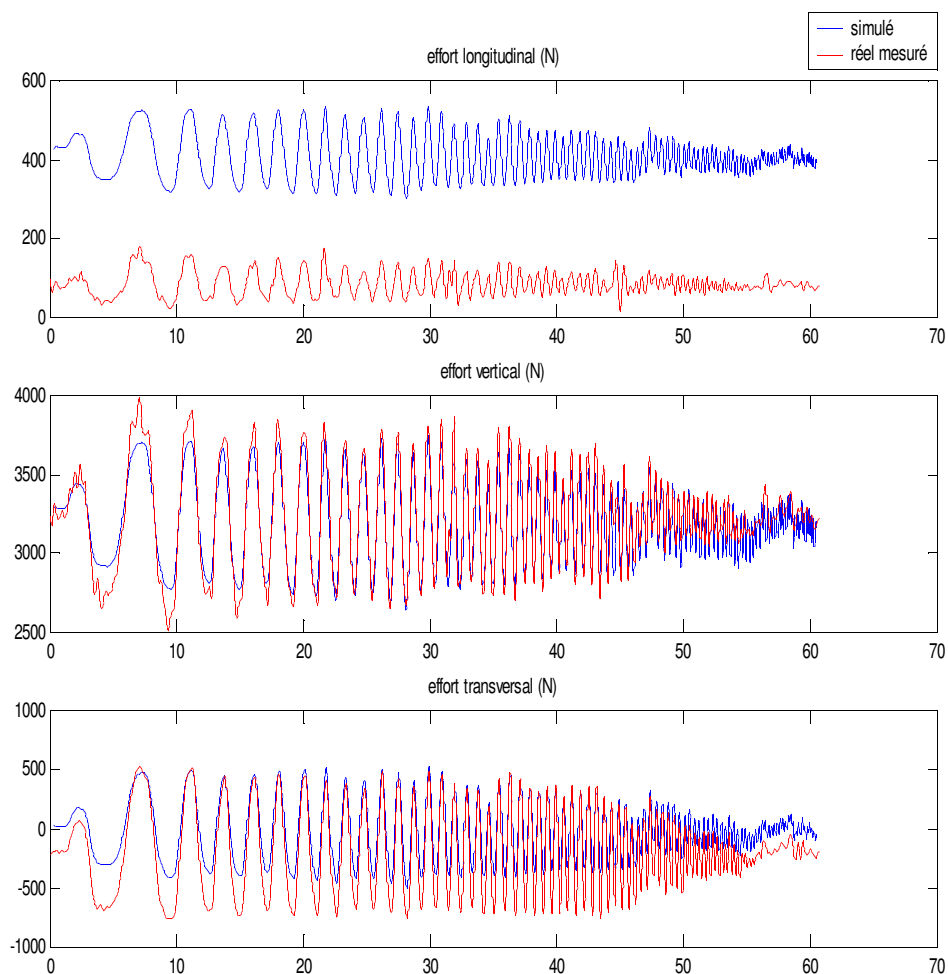 simulé
réel mesuré
effort longitudinal (N)
600
400
200
0
0 10 20 30 40 50 60 70
effort vertical (N)
4000
3500
3000
2500
0 10 20 30 40 50 60 70
effort transversal (N)
1000
500
0
-500
-1000
0 10 20 30 40 50 60 70